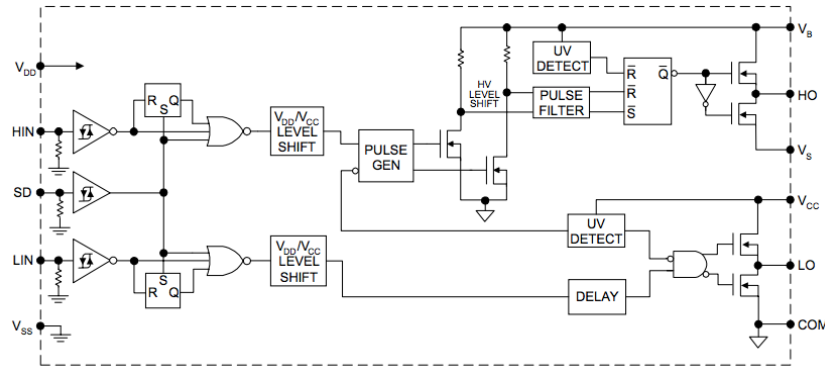 V_B
V_DD
UV
DETECT
R Q
S
HV
LEVEL
SHIFT
R̅ Q̅
R̅
S̅
PULSE
FILTER
HO
HIN
V_DD/V_CC
LEVEL
SHIFT
PULSE
GEN
V_S
SD
V_CC
UV
DETECT
LIN
S
R Q
V_DD/V_CC
LEVEL
SHIFT
LO
DELAY
V_SS
COM